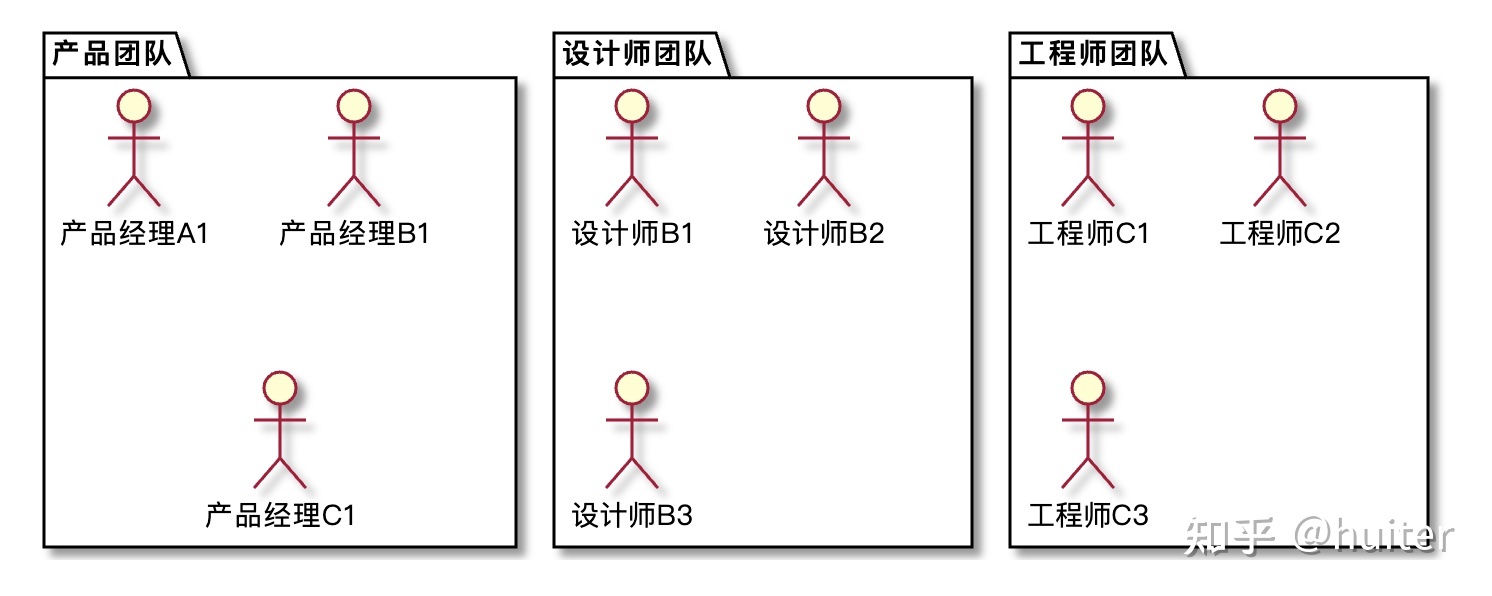 产品团队
产品经理A1
产品经理B1
产品经理C1
设计师团队
设计师B1
设计师B2
设计师B3
工程师团队
工程师C1
工程师C2
工程师C3
知乎 @huiter